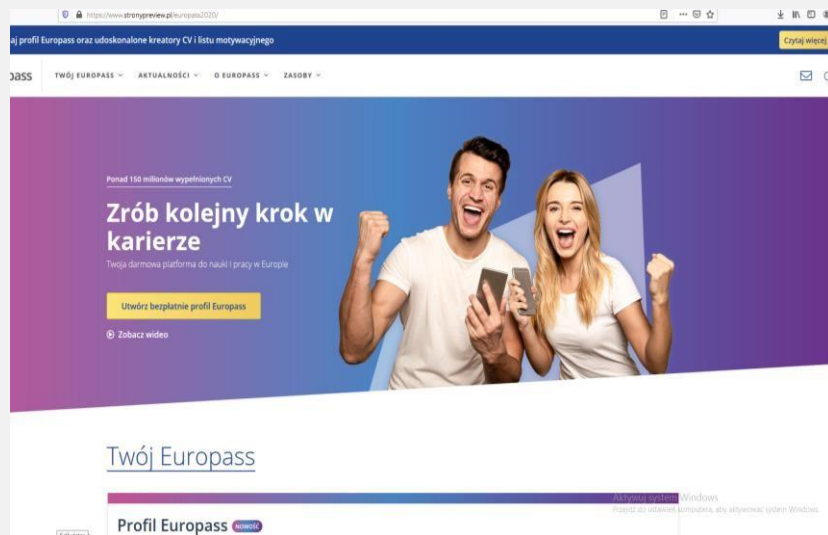 https://www.stronypreview.pl/europass2020/
aj profil Europass oraz udoskonalone kreatory CV i listu motywacyjnego
Czytaj więcej
pass
TWÓJ EUROPASS
AKTUALNOŚCI
O EUROPASS
ZASOBY
Ponad 150 milionów wypełnionych CV
Zrób kolejny krok w
karierze
Twoja darmowa platforma do nauki i pracy w Europie
Utwórz bezpłatnie profil Europass
Zobacz wideo
Twój Europass
Aktywuj system Windows
Przejdź do ustawień komputera, aby aktywować system Windows.
Profil Europass NOWOŚĆ